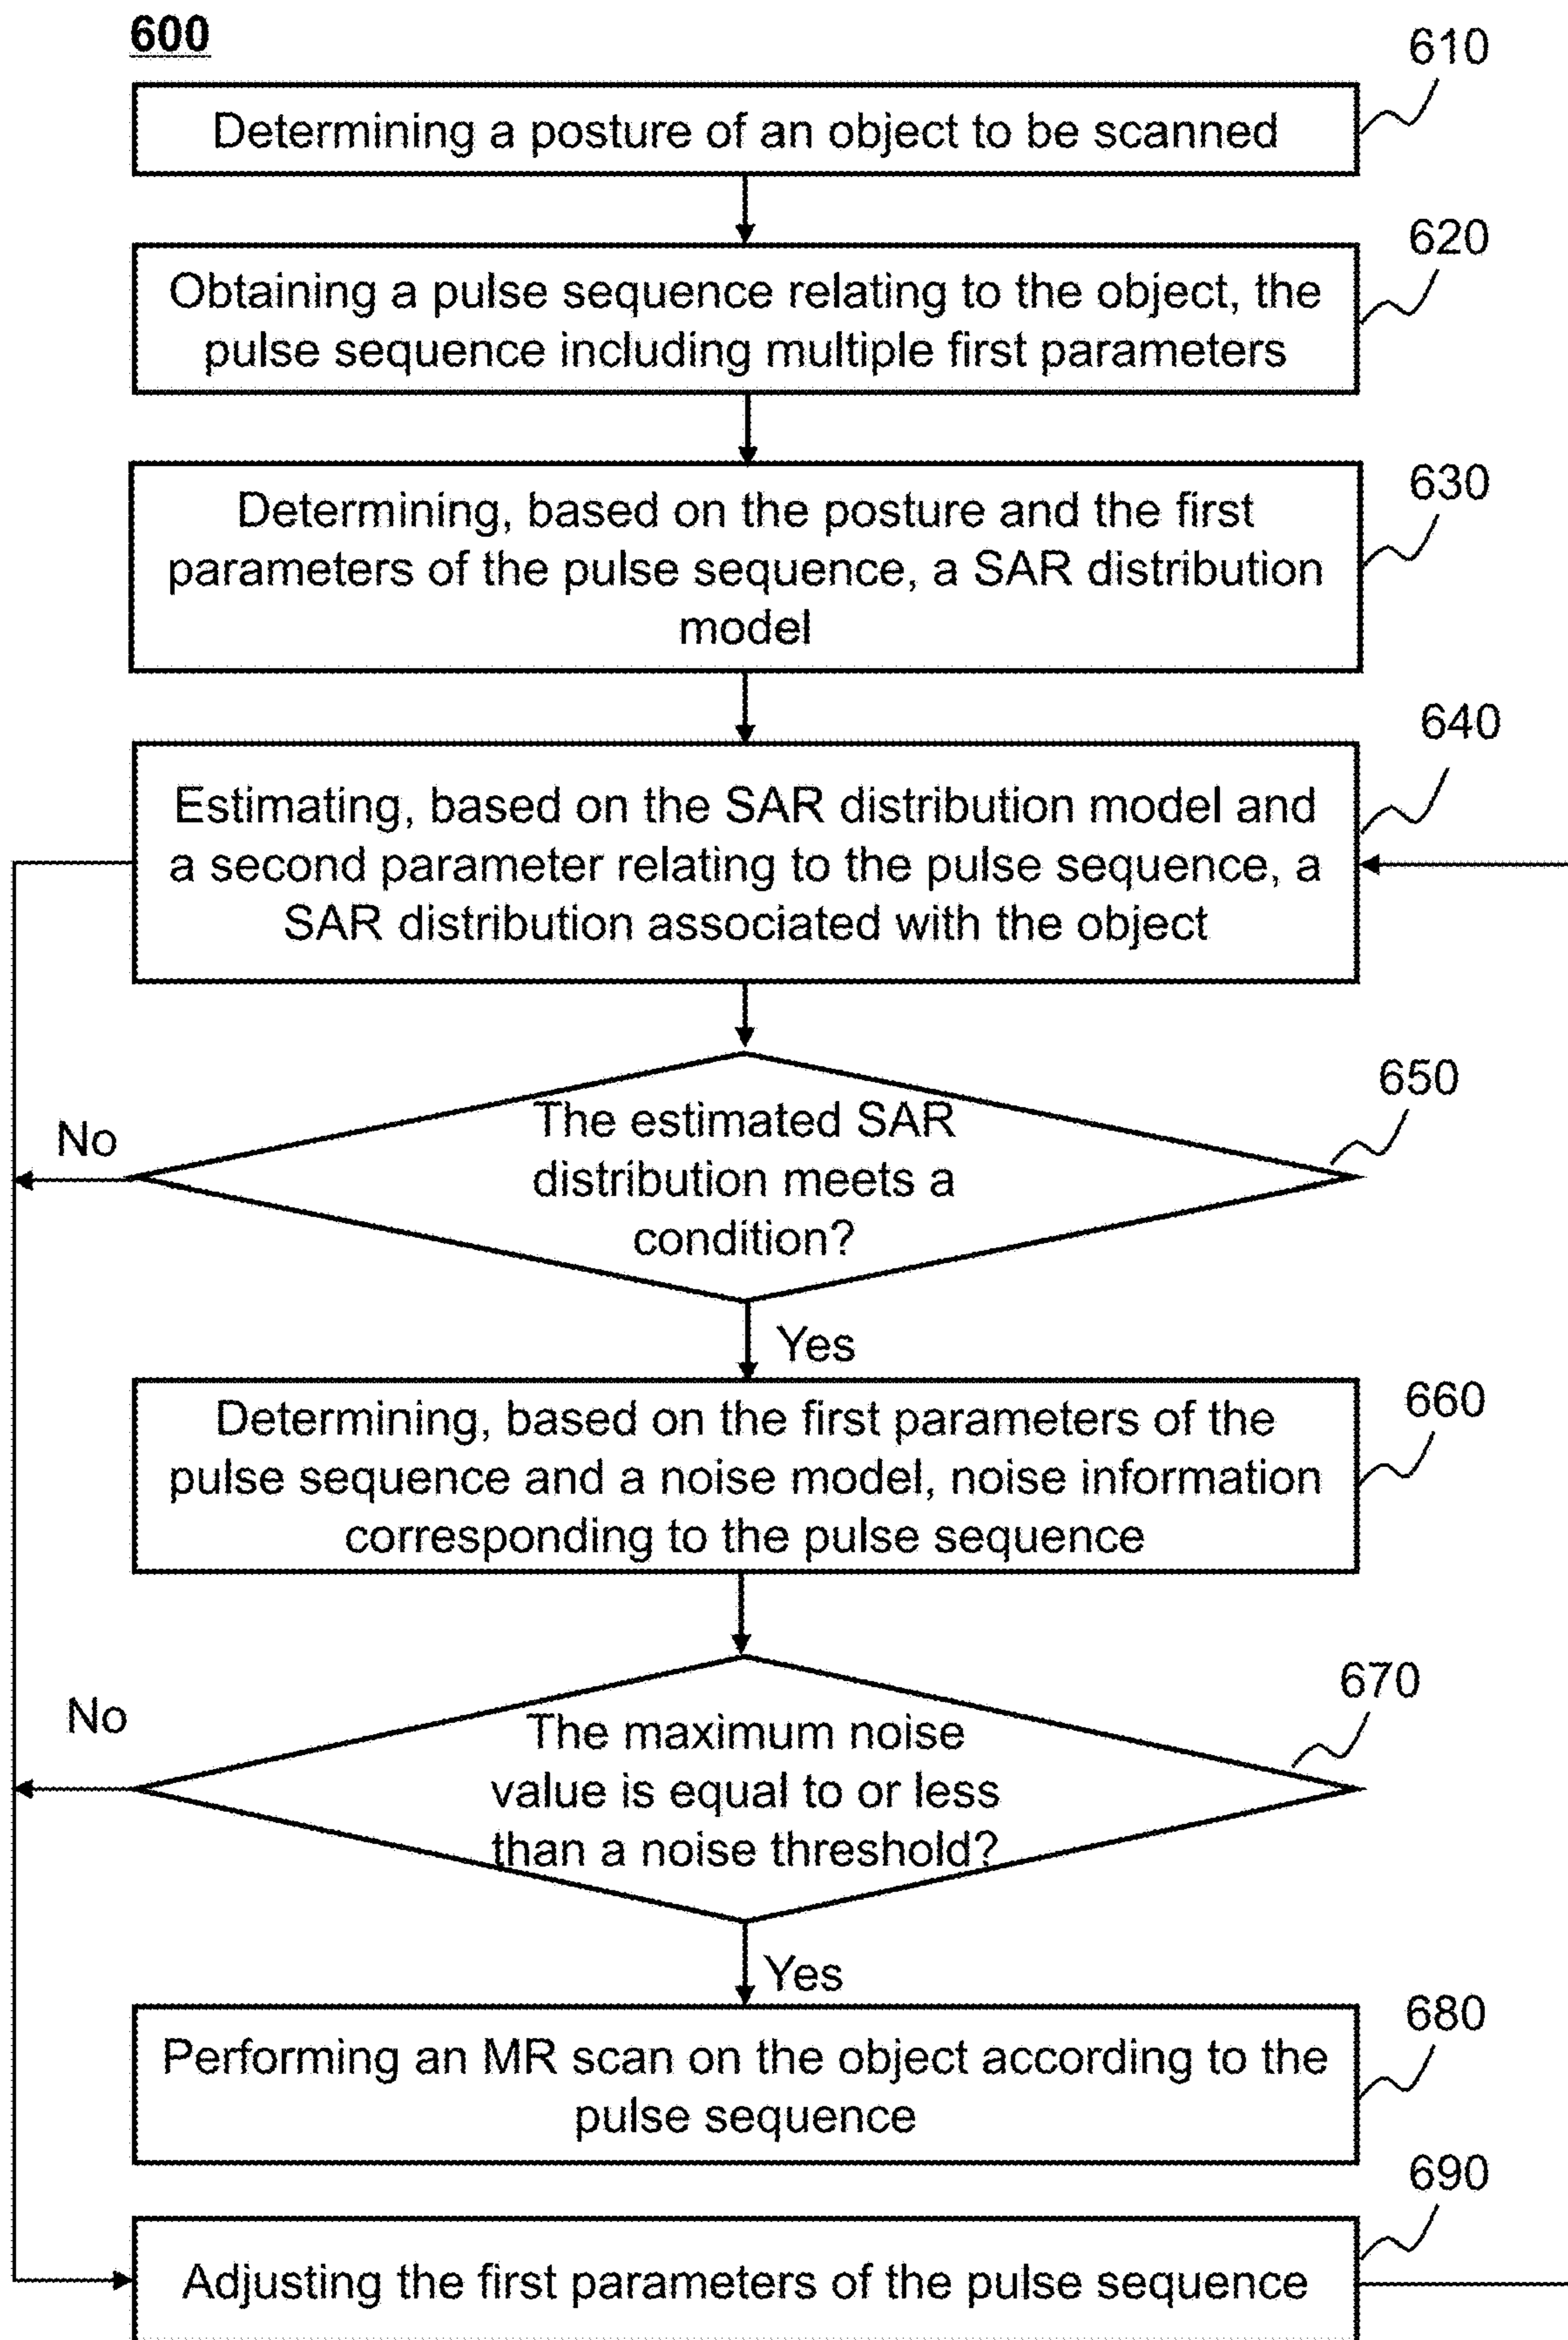 600
610
Determining a posture of an object to be scanned
620
Obtaining a pulse sequence relating to the object, the
pulse sequence including multiple first parameters
630
Determining, based on the posture and the first
parameters of the pulse sequence, a SAR distribution
model
640
Estimating, based on the SAR distribution model and
a second parameter relating to the pulse sequence, a
SAR distribution associated with the object
650
No
The estimated SAR
distribution meets a
condition?
Yes
660
Determining, based on the first parameters of the
pulse sequence and a noise model, noise information
corresponding to the pulse sequence
670
No
The maximum noise
value is equal to or less
than a noise threshold?
Yes
680
Performing an MR scan on the object according to the
pulse sequence
690
Adjusting the first parameters of the pulse sequence